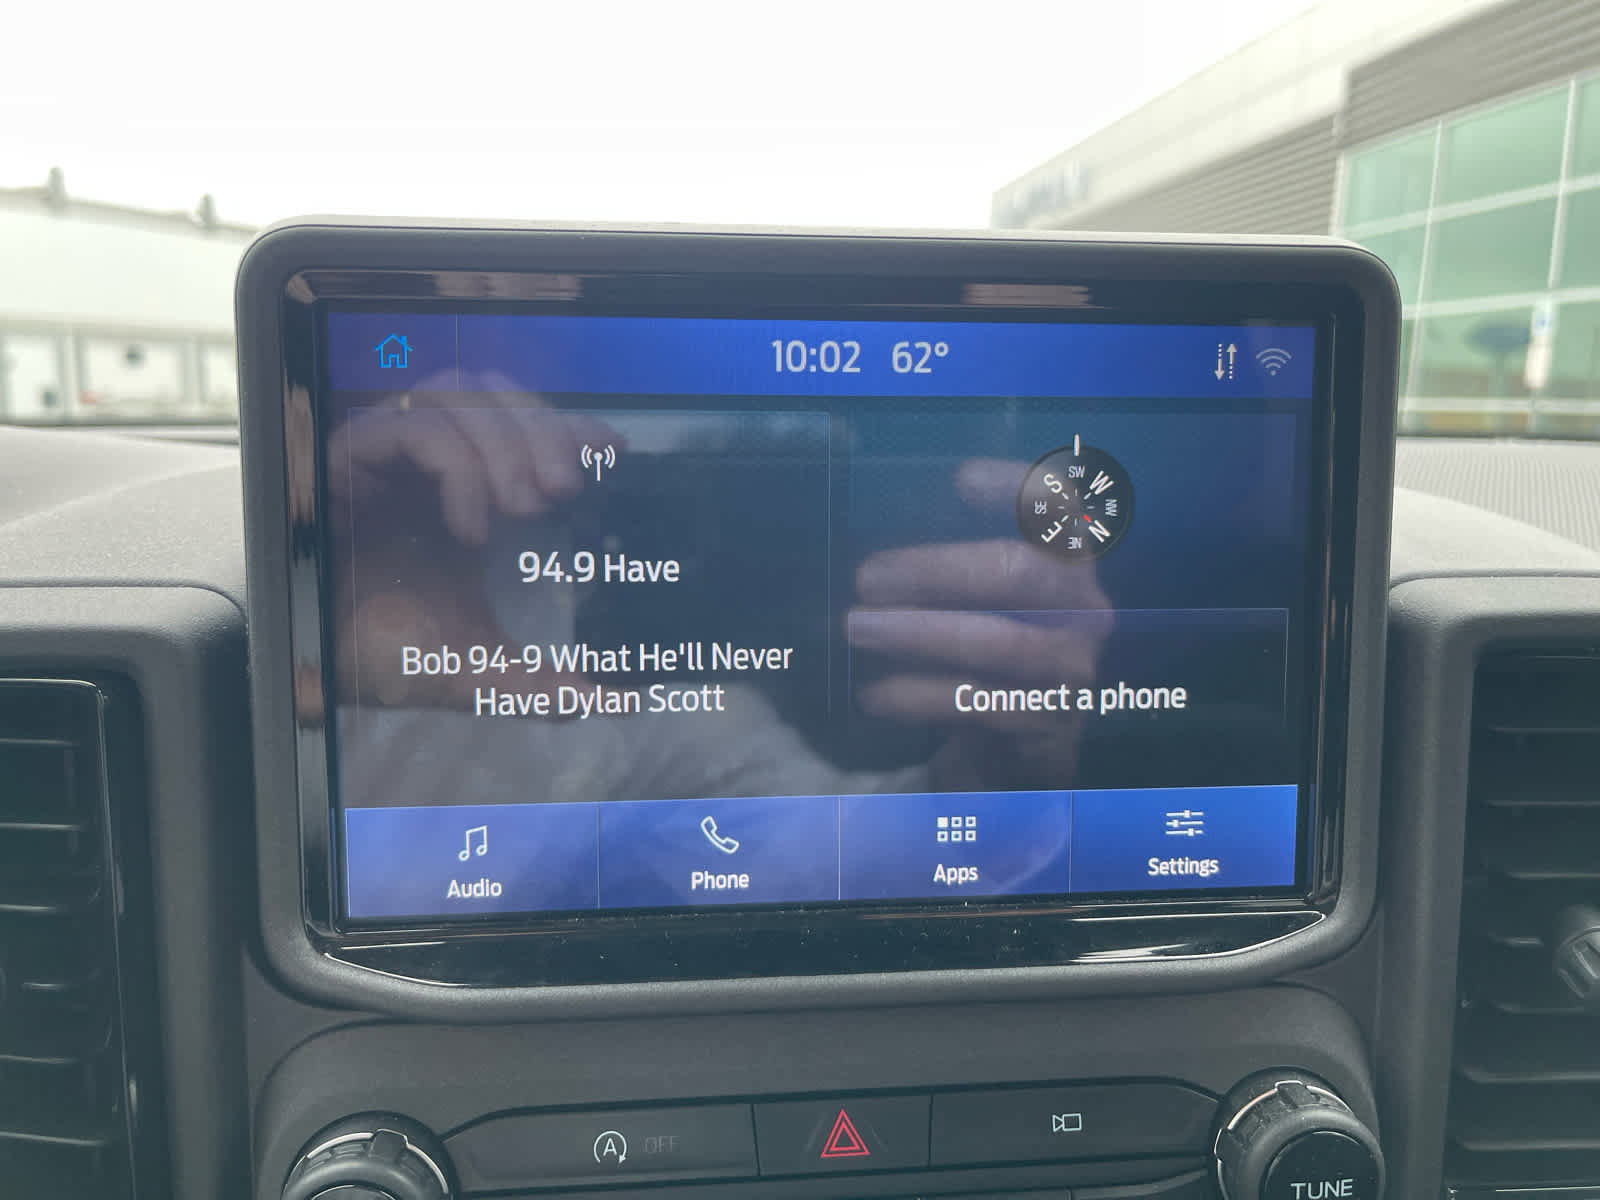 10:02 62°
94.9 Have
Bob 94-9 What He'll Never
Have Dylan Scott
SW
S W
SE NW
E N
NE
Connect a phone
Audio Phone Apps Settings
A OFF
TUNE